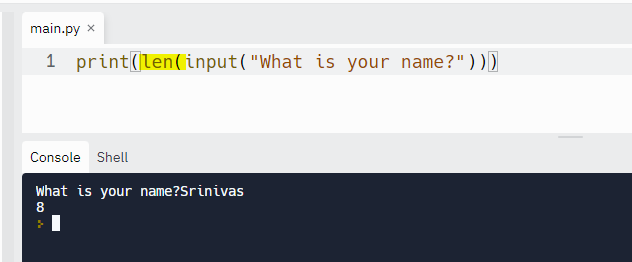 main.py ×
1 print(len(input("What is your name?")))
Console Shell
What is your name?Srinivas
8